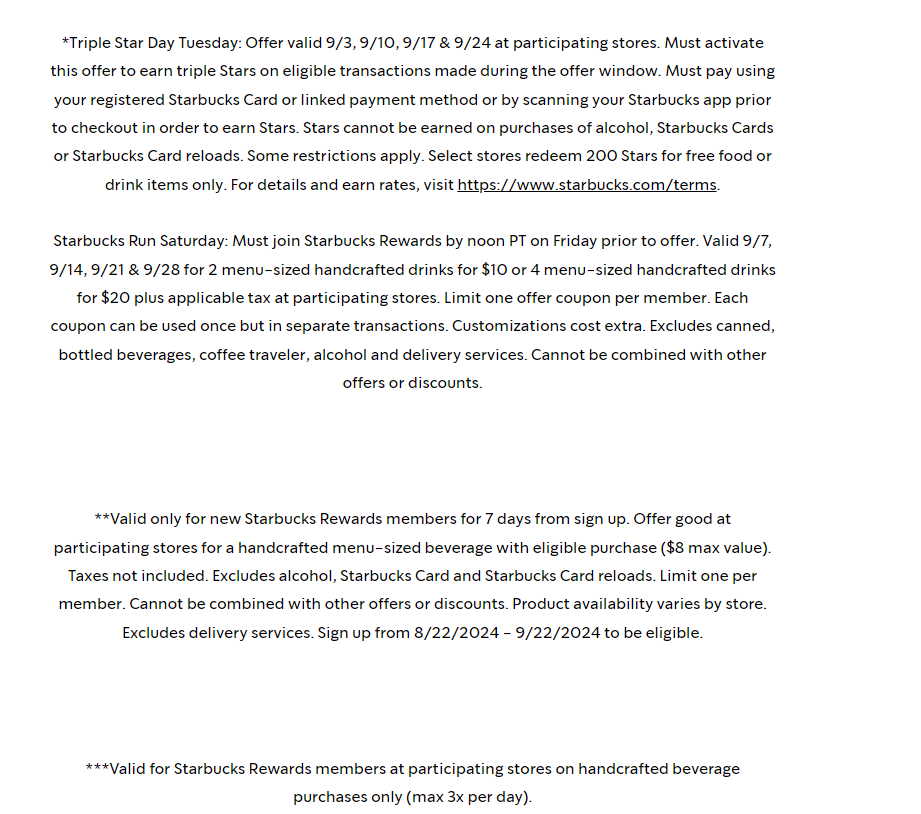 *Triple Star Day Tuesday: Offer valid 9/3, 9/10, 9/17 & 9/24 at participating stores. Must activate
this offer to earn triple Stars on eligible transactions made during the offer window. Must pay using
your registered Starbucks Card or linked payment method or by scanning your Starbucks app prior
to checkout in order to earn Stars. Stars cannot be earned on purchases of alcohol, Starbucks Cards
or Starbucks Card reloads. Some restrictions apply. Select stores redeem 200 Stars for free food or
drink items only. For details and earn rates, visit https://www.starbucks.com/terms.
Starbucks Run Saturday: Must join Starbucks Rewards by noon PT on Friday prior to offer. Valid 9/7,
9/14, 9/21 & 9/28 for 2 menu-sized handcrafted drinks for $10 or 4 menu-sized handcrafted drinks
for $20 plus applicable tax at participating stores. Limit one offer coupon per member. Each
coupon can be used once but in separate transactions. Customizations cost extra. Excludes canned,
bottled beverages, coffee traveler, alcohol and delivery services. Cannot be combined with other
offers or discounts.
**Valid only for new Starbucks Rewards members for 7 days from sign up. Offer good at
participating stores for a handcrafted menu-sized beverage with eligible purchase ($8 max value).
Taxes not included. Excludes alcohol, Starbucks Card and Starbucks Card reloads. Limit one per
member. Cannot be combined with other offers or discounts. Product availability varies by store.
Excludes delivery services. Sign up from 8/22/2024 - 9/22/2024 to be eligible.
***Valid for Starbucks Rewards members at participating stores on handcrafted beverage
purchases only (max 3x per day).